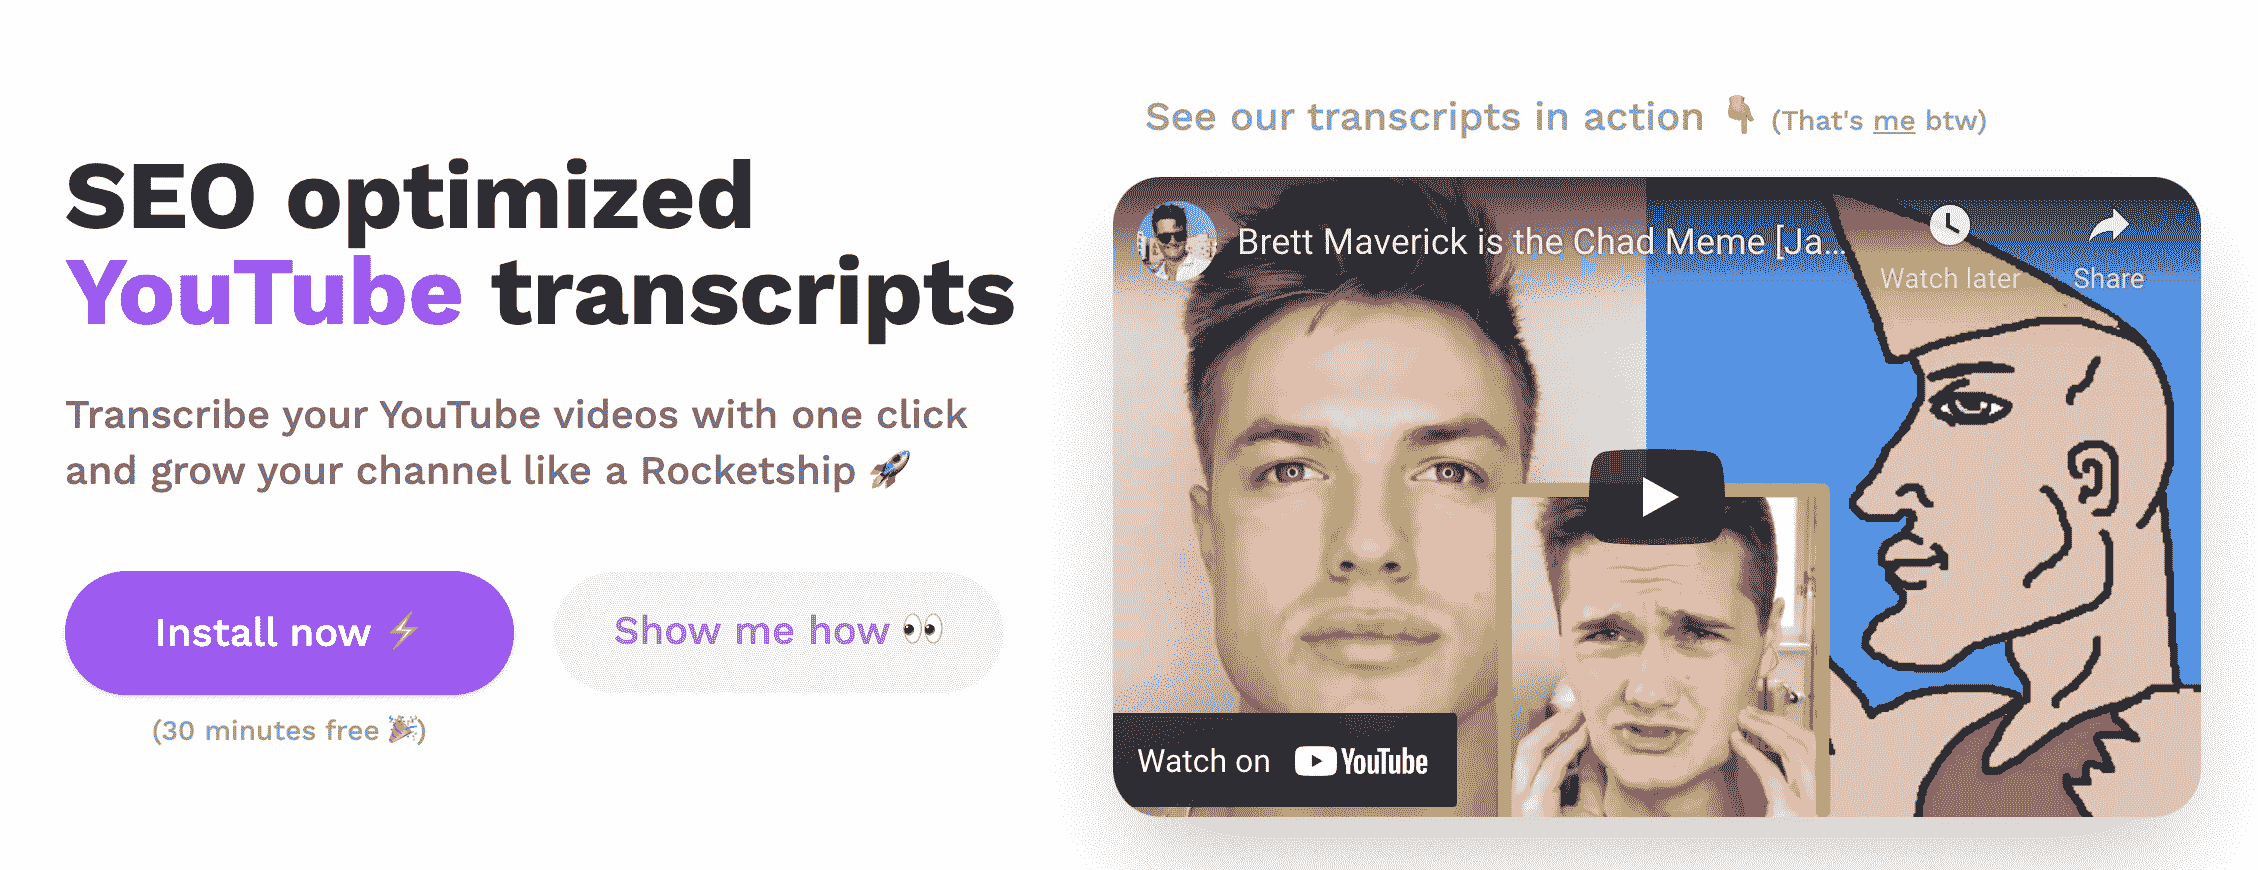 SEO optimized
YouTube transcripts
Transcribe your YouTube videos with one click
and grow your channel like a Rocketship 🚀
Install now ⚡
Show me how 👀
(30 minutes free 🎉)
See our transcripts in action 👇 (That's me btw)
Brett Maverick is the Chad Meme [Ja...
Watch later
Share
Watch on YouTube